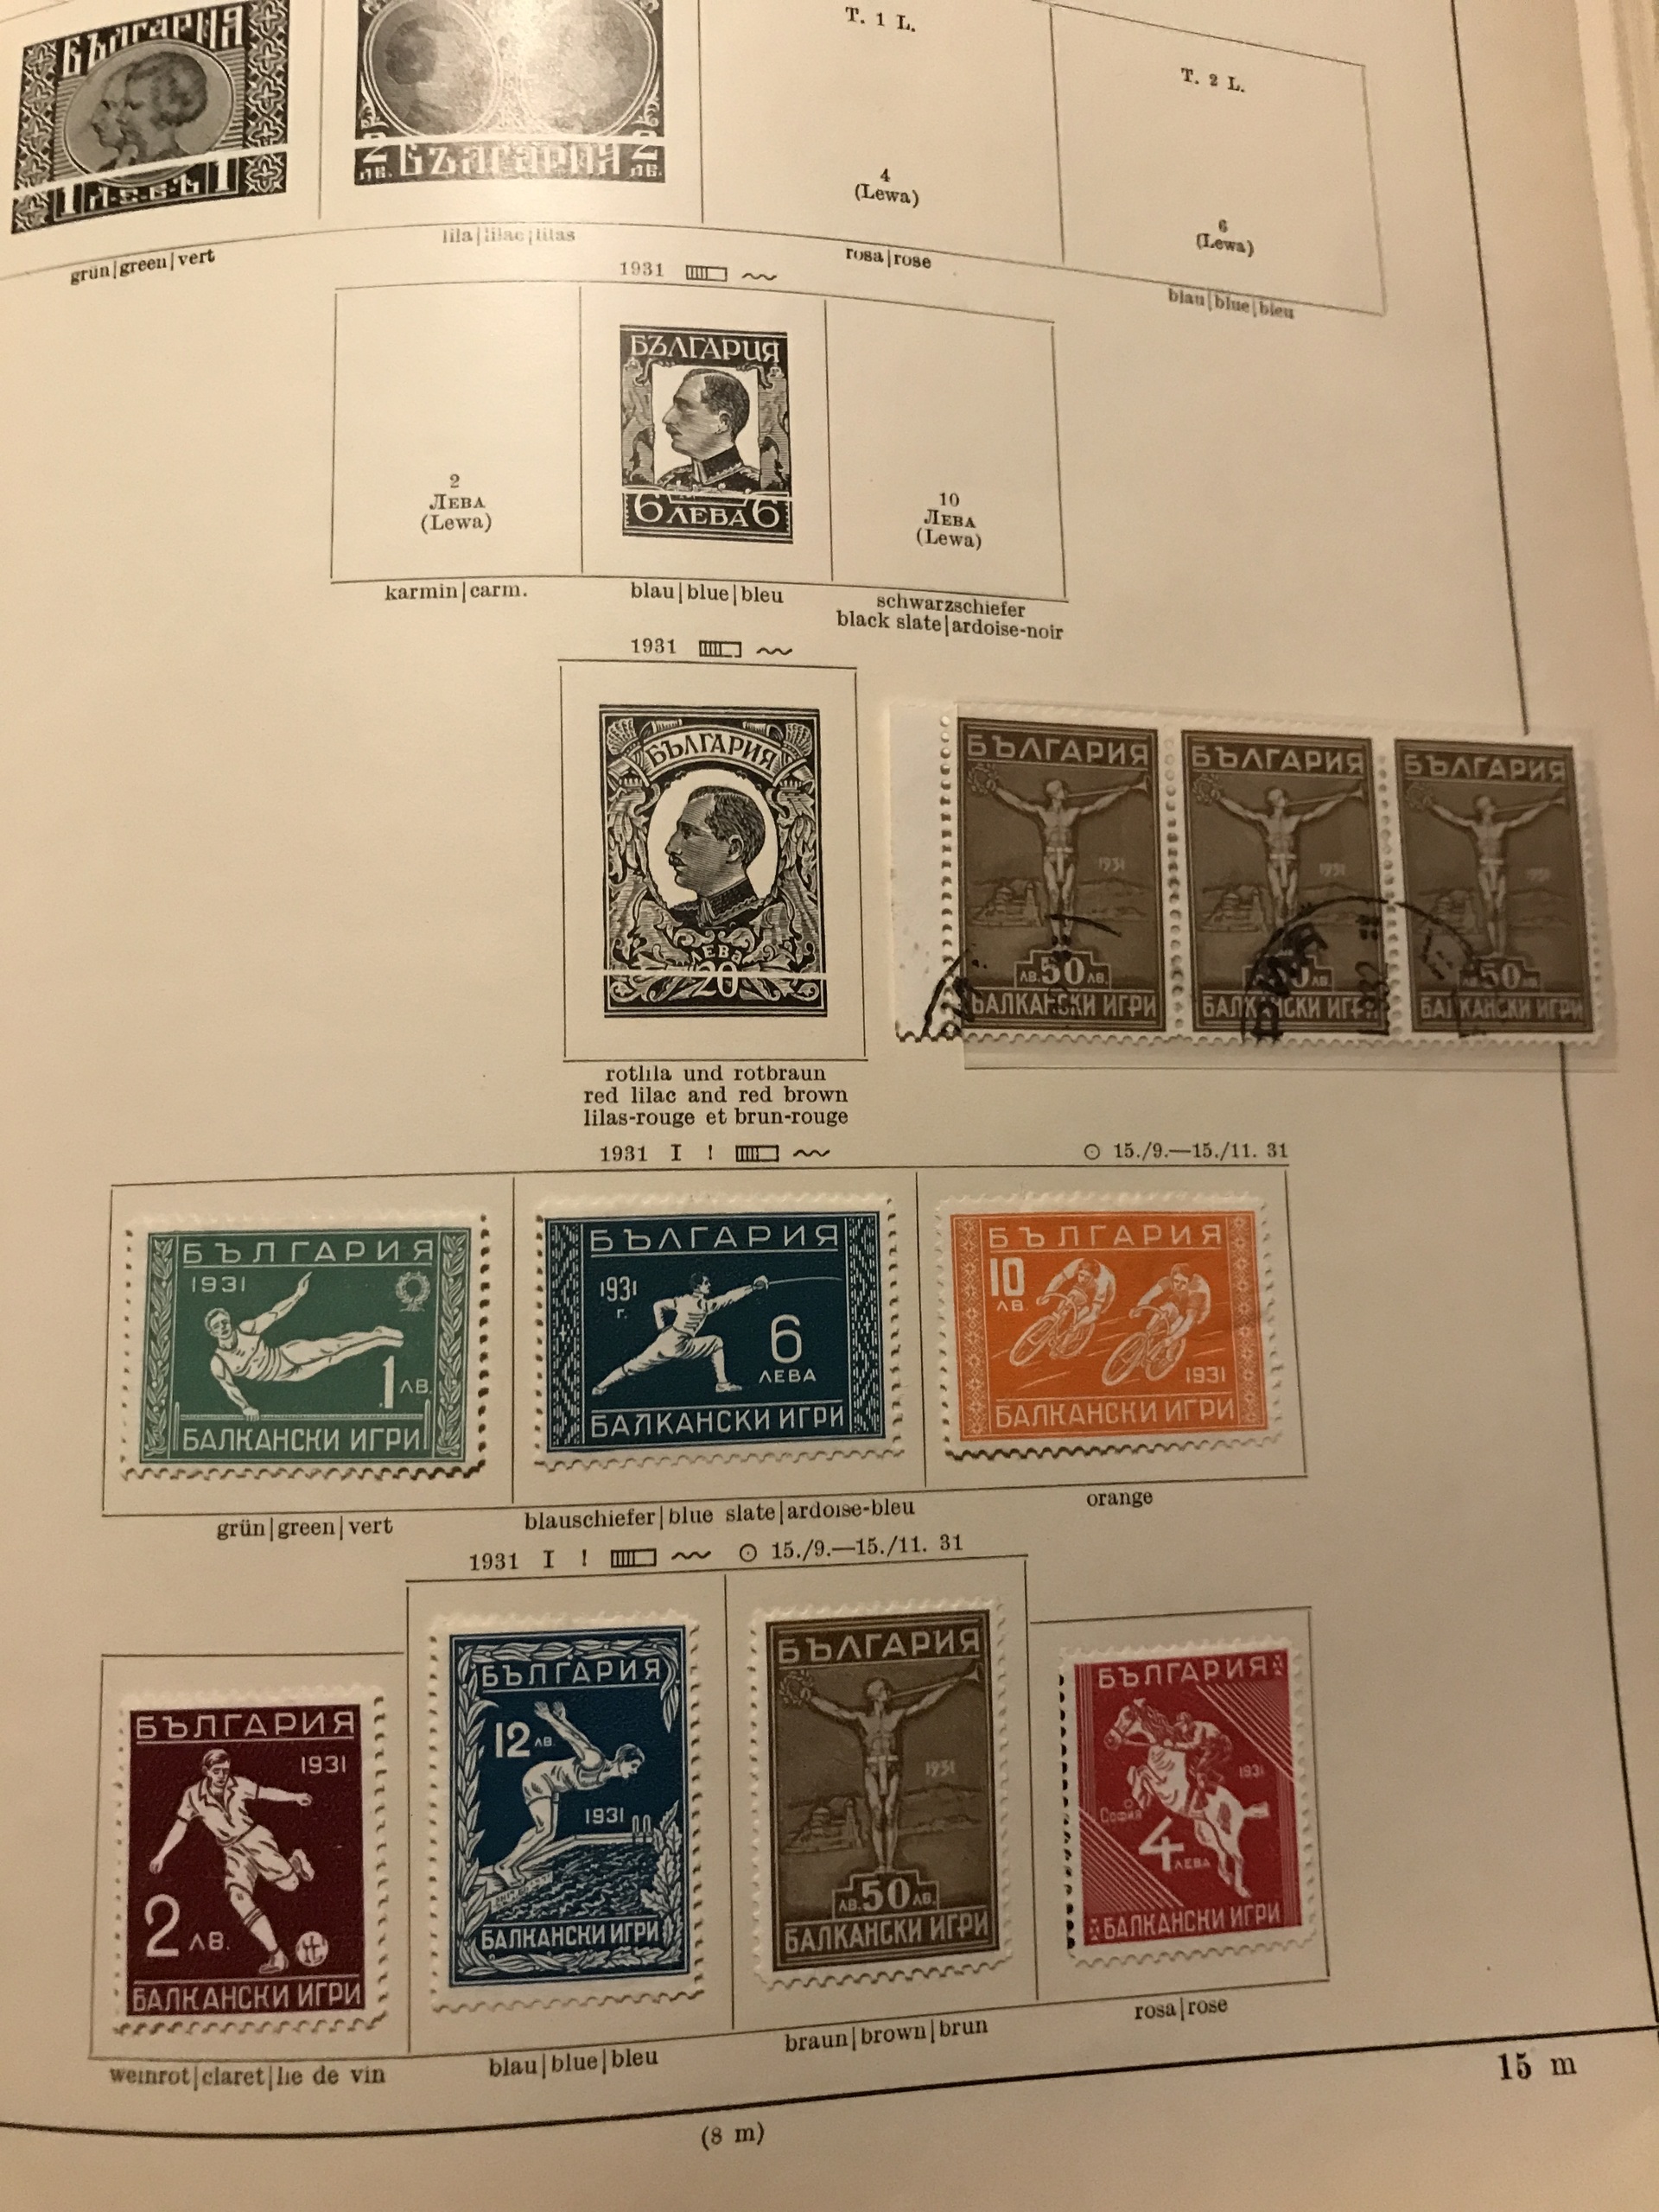 БЪЛГАРИЯ
1 ЛЕВЪ 1
grün|green|vert
2 ЛВ. БЪЛГАРИЯ 2 ЛВ.
lila|lilac|lilas
T. 1 L.
4
(Lewa)
rosa|rose
T. 2 L.
6
(Lewa)
blau|blue|bleu
1931
2
ЛЕВА
(Lewa)
karmin|carm.
БЪЛГАРИЯ
6 ЛЕВА 6
blau|blue|bleu
10
ЛЕВА
(Lewa)
schwarzschiefer
black slate|ardoise-noir
1931
БЪЛГАРИЯ
ЛЕВА
20
rotlila und rotbraun
red lilac and red brown
lilas-rouge et brun-rouge
БЪЛГАРИЯ
1931
ЛВ. 50 ЛВ.
БАЛКАНСКИ ИГРИ
БЪЛГАРИЯ
1931
50 ЛВ.
БАЛКАНСКИ ИГРИ
БЪЛГАРИЯ
1931
ЛВ. 50 ЛВ.
БАЛКАНСКИ ИГРИ
1931 I !
⊙ 15./9.—15./11. 31
БЪЛГАРИЯ
1931
1 ЛВ.
БАЛКАНСКИ ИГРИ
grün|green|vert
БЪЛГАРИЯ
1931
г.
6
ЛЕВА
БАЛКАНСКИ ИГРИ
blauschiefer|blue slate|ardoise-bleu
БЪЛГАРИЯ
10
ЛВ.
1931
БАЛКАНСКИ ИГРИ
orange
1931 I ! ⊙ 15./9.—15./11. 31
БЪЛГАРИЯ
1931
2 ЛВ.
БАЛКАНСКИ ИГРИ
weinrot|claret|lie de vin
БЪЛГАРИЯ
12 ЛВ.
1931
БАЛКАНСКИ ИГРИ
blau|blue|bleu
БЪЛГАРИЯ
1931
ЛВ. 50 ЛВ.
БАЛКАНСКИ ИГРИ
braun|brown|brun
БЪЛГАРИЯ
1931
София
4 ЛЕВА
БАЛКАНСКИ ИГРИ
rosa|rose
15 m
(8 m)